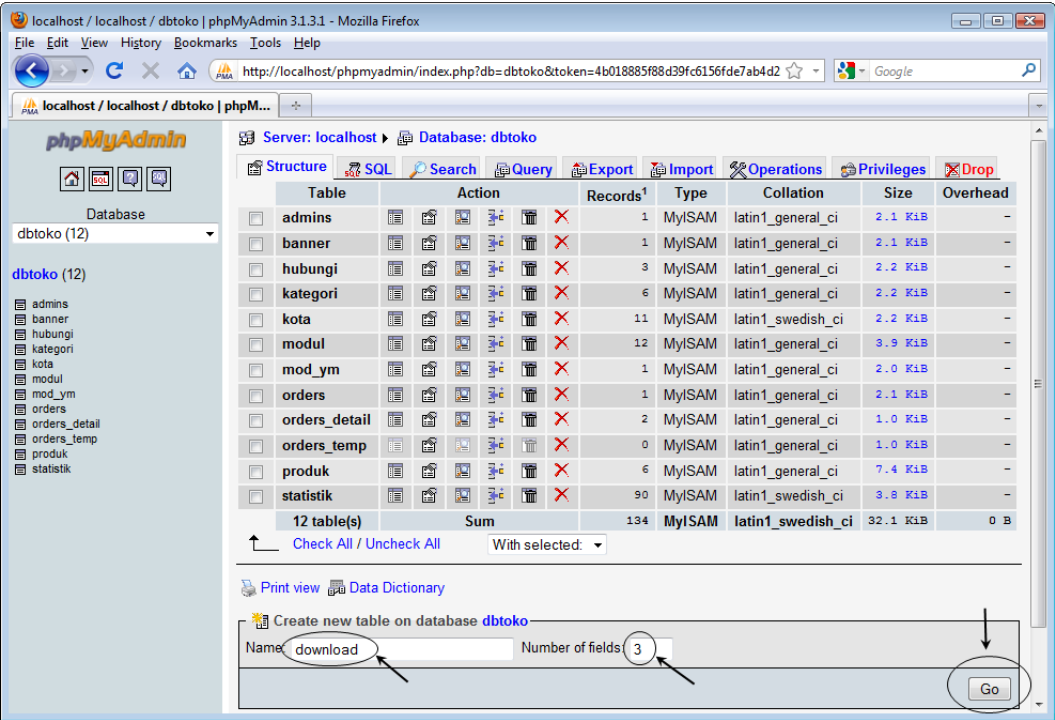 localhost / localhost / dbtoko | phpMyAdmin 3.1.3.1 - Mozilla Firefox
File Edit View History Bookmarks Tools Help
PMA http://localhost/phpmyadmin/index.php?db=dbtoko&token=4b018885f88d39fc6156fde7ab4d2 Google
PMA localhost / localhost / dbtoko | phpM...
phpMyAdmin
SQL SQL
Database
dbtoko (12)
dbtoko (12)
admins
banner
hubungi
kategori
kota
modul
mod_ym
orders
orders_detail
orders_temp
produk
statistik
Server: localhost Database: dbtoko
Structure SQL Search Query Export Import Operations Privileges Drop
Table Action Records1 Type Collation Size Overhead
admins 1 MyISAM latin1_general_ci 2.1 KiB -
banner 1 MyISAM latin1_general_ci 2.1 KiB -
hubungi 3 MyISAM latin1_general_ci 2.2 KiB -
kategori 6 MyISAM latin1_general_ci 2.2 KiB -
kota 11 MyISAM latin1_swedish_ci 2.2 KiB -
modul 12 MyISAM latin1_general_ci 3.9 KiB -
mod_ym 1 MyISAM latin1_general_ci 2.0 KiB -
orders 1 MyISAM latin1_general_ci 2.1 KiB -
orders_detail 2 MyISAM latin1_general_ci 1.0 KiB -
orders_temp 0 MyISAM latin1_general_ci 1.0 KiB -
produk 6 MyISAM latin1_general_ci 7.4 KiB -
statistik 90 MyISAM latin1_swedish_ci 3.8 KiB -
12 table(s) Sum 134 MyISAM latin1_swedish_ci 32.1 KiB 0 B
Check All / Uncheck All With selected:
Print view Data Dictionary
Create new table on database dbtoko
Name: download Number of fields: 3
Go